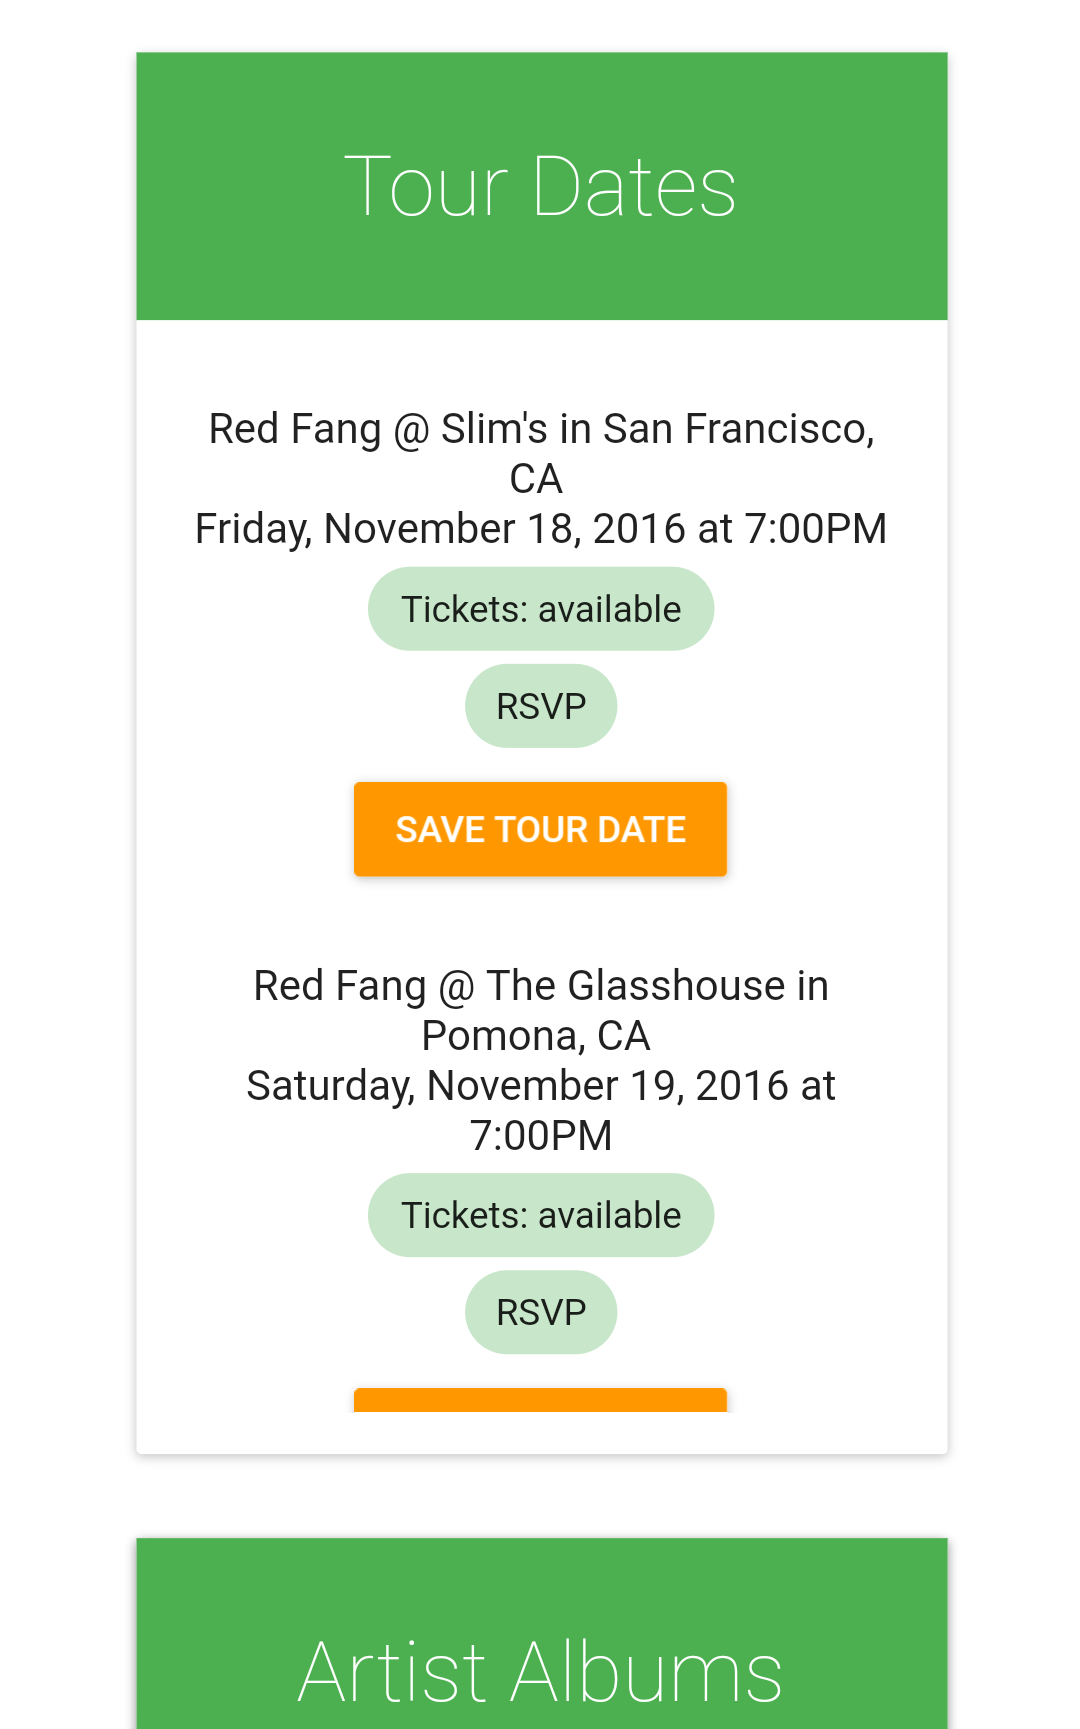 Tour Dates
Red Fang @ Slim's in San Francisco,
CA
Friday, November 18, 2016 at 7:00PM
Tickets: available
RSVP
SAVE TOUR DATE
Red Fang @ The Glasshouse in
Pomona, CA
Saturday, November 19, 2016 at
7:00PM
Tickets: available
RSVP
Artist Albums